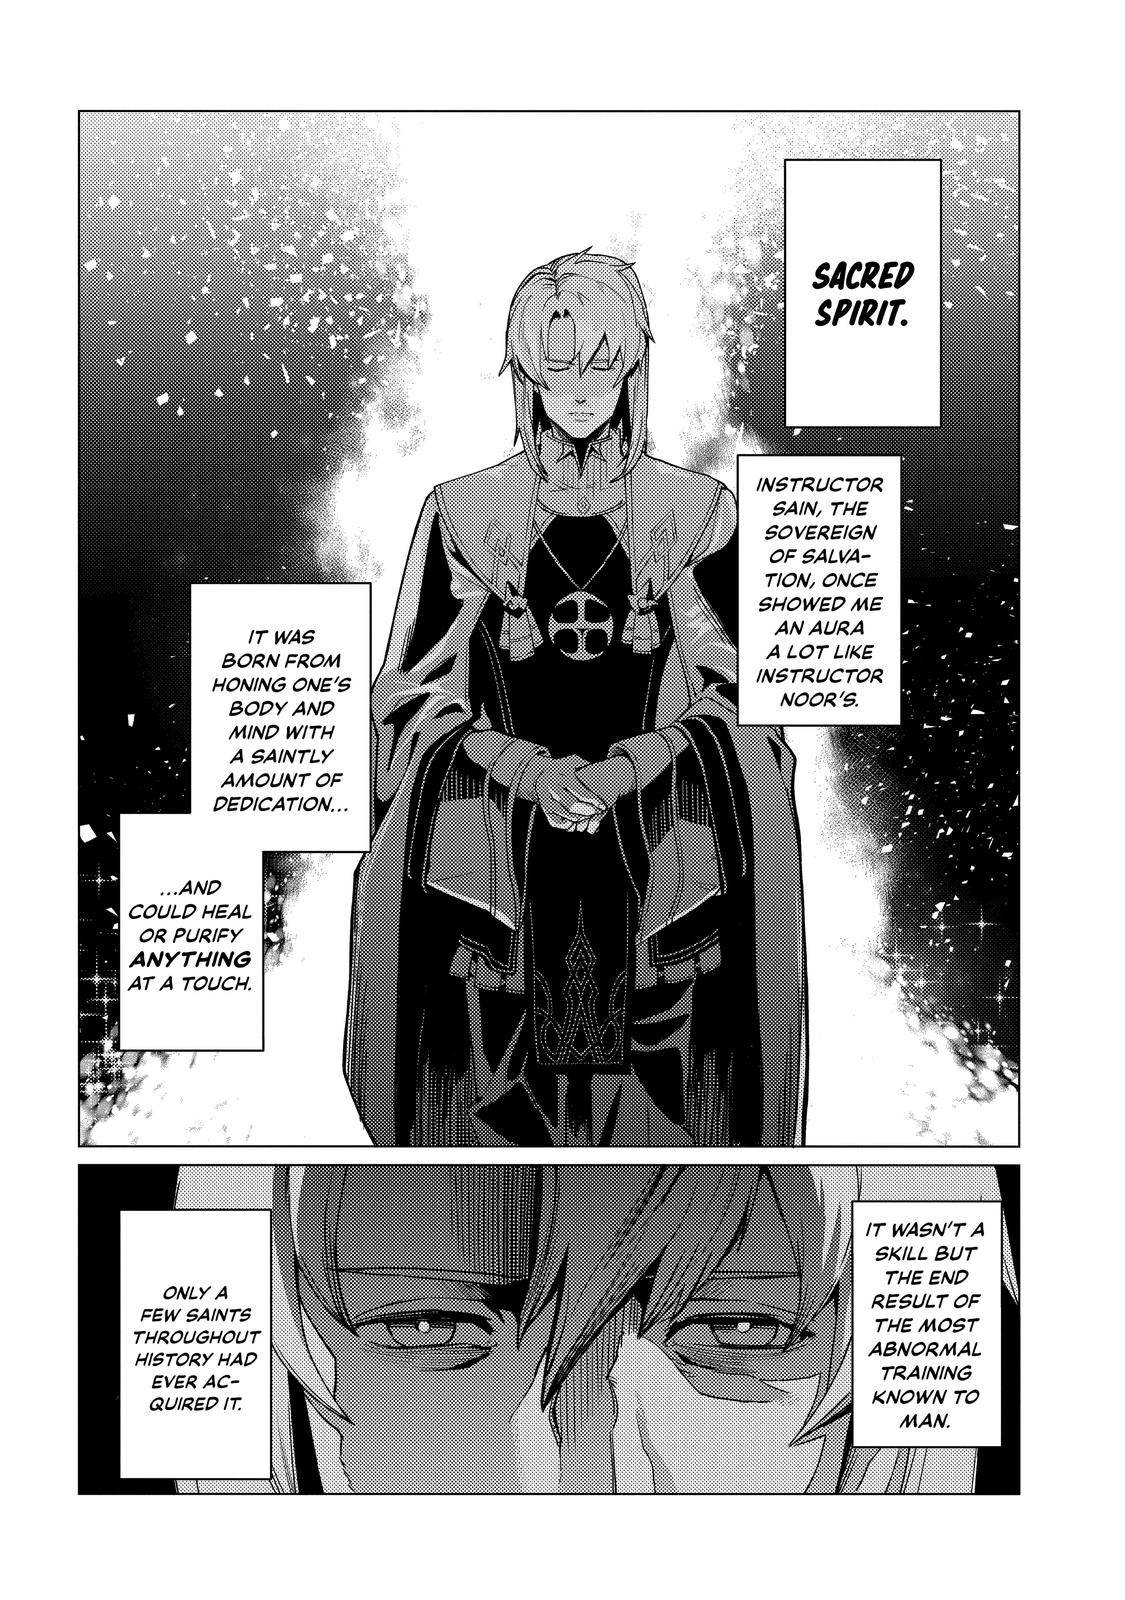 SACRED
SPIRIT.
INSTRUCTOR
SAIN, THE
SOVEREIGN
OF SALVA-
TION, ONCE
SHOWED ME
AN AURA
A LOT LIKE
INSTRUCTOR
NOOR'S.
IT WAS
BORN FROM
HONING ONE'S
BODY AND
MIND WITH
A SAINTLY
AMOUNT OF
DEDICATION...
...AND
COULD HEAL
OR PURIFY
ANYTHING
AT A TOUCH.
IT WASN'T A
SKILL BUT
THE END
RESULT OF
THE MOST
ABNORMAL
TRAINING
KNOWN TO
MAN.
ONLY A
FEW SAINTS
THROUGHOUT
HISTORY HAD
EVER AC-
QUIRED IT.